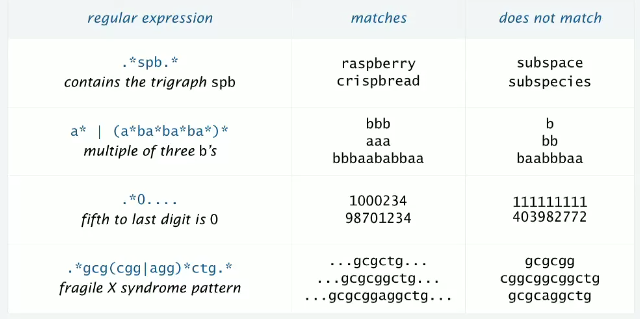 regular expression matches does not match
.*spb.* raspberry subspace
contains the trigraph spb crispbread subspecies
a* | (a*ba*ba*ba*)* bbb b
multiple of three b's aaa bb
bbbaababbaa baabbbaa
.*0.... 1000234 111111111
fifth to last digit is 0 98701234 403982772
.*gcg(cgg|agg)*ctg.* ...gcgctg... gcgcgg
fragile X syndrome pattern ...gcgcggctg... cggcggcggctg
...gcgcggaggctg... gcgcaggctg